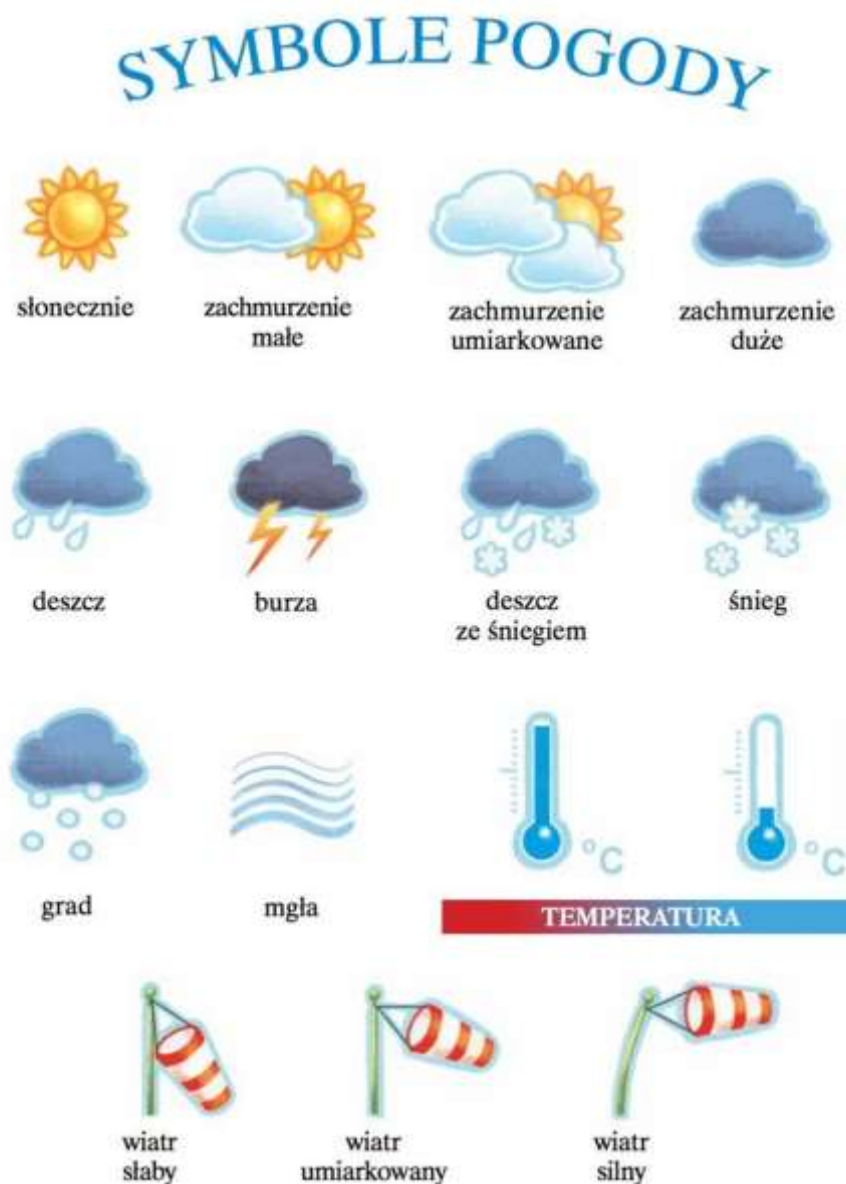 SYMBOLE POGODY
słonecznie
zachmurzenie
małe
zachmurzenie
umiarkowane
zachmurzenie
duże
deszcz
burza
deszcz
ze śniegiem
śnieg
grad
mgła
°C
°C
TEMPERATURA
wiatr
słaby
wiatr
umiarkowany
wiatr
silny